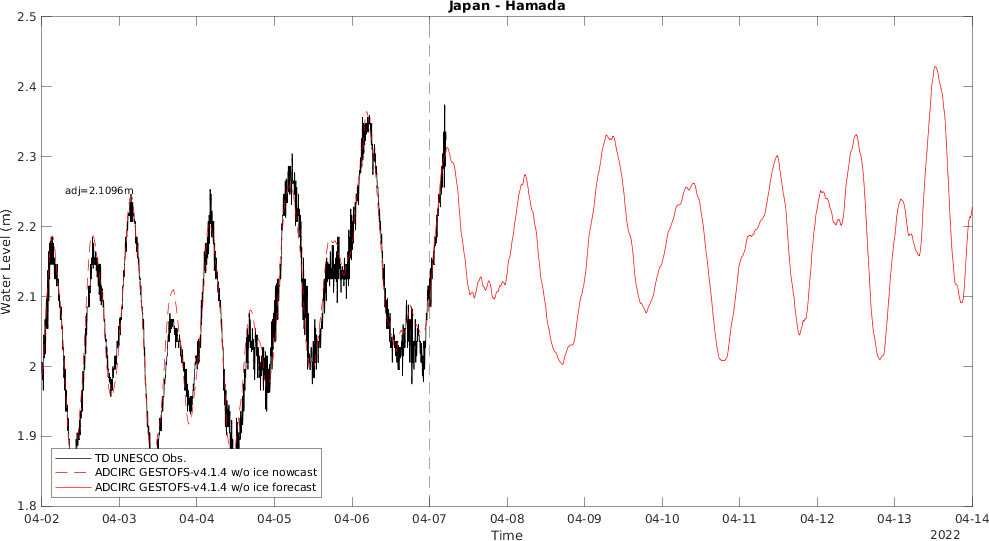 Japan - Hamada
2.5
2.4
2.3
2.2
2.1
2
1.9
1.8
Water Level (m)
adj=2.1096m
TD UNESCO Obs.
ADCIRC GESTOFS-v4.1.4 w/o ice nowcast
ADCIRC GESTOFS-v4.1.4 w/o ice forecast
04-02 04-03 04-04 04-05 04-06 04-07 04-08 04-09 04-10 04-11 04-12 04-13 04-14
Time
2022